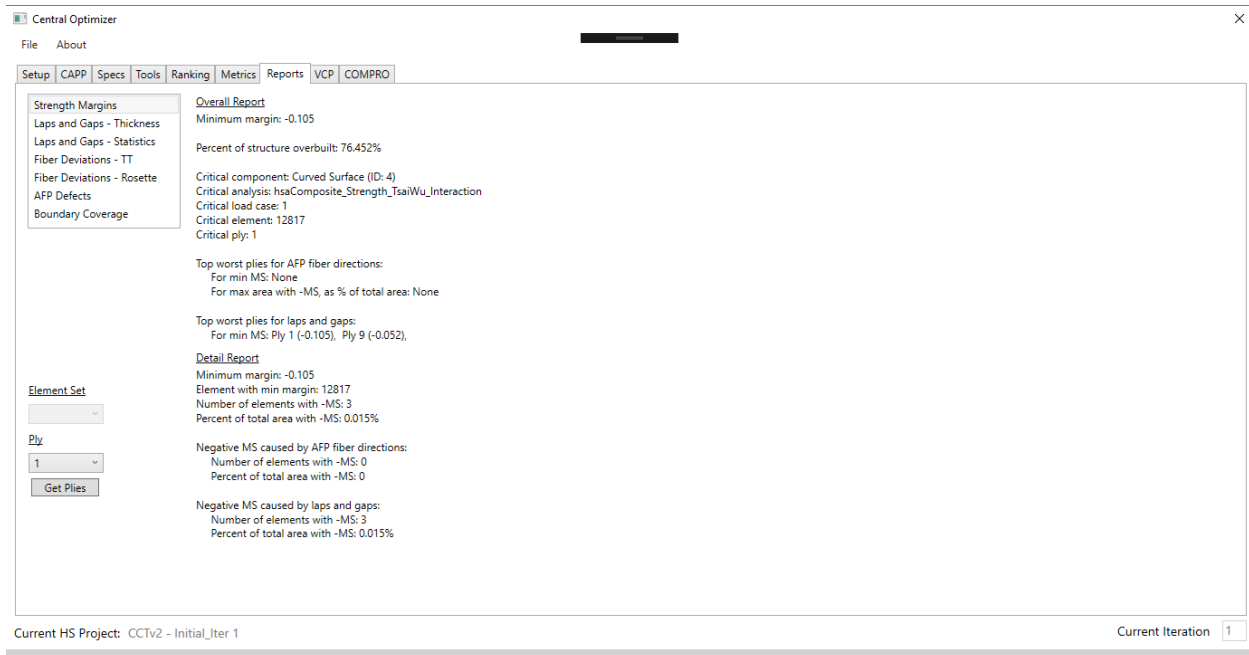 Central Optimizer
File About
Setup CAPP Specs Tools Ranking Metrics Reports VCP COMPRO
Strength Margins
Laps and Gaps - Thickness
Laps and Gaps - Statistics
Fiber Deviations - TT
Fiber Deviations - Rosette
AFP Defects
Boundary Coverage
Overall Report
Minimum margin: -0.105
Percent of structure overbuilt: 76.452%
Critical component: Curved Surface (ID: 4)
Critical analysis: hsaComposite_Strength_TsaiWu_Interaction
Critical load case: 1
Critical element: 12817
Critical ply: 1
Top worst plies for AFP fiber directions:
For min MS: None
For max area with -MS, as % of total area: None
Top worst plies for laps and gaps:
For min MS: Ply 1 (-0.105), Ply 9 (-0.052),
Detail Report
Minimum margin: -0.105
Element with min margin: 12817
Number of elements with -MS: 3
Percent of total area with -MS: 0.015%
Negative MS caused by AFP fiber directions:
Number of elements with -MS: 0
Percent of total area with -MS: 0
Negative MS caused by laps and gaps:
Number of elements with -MS: 3
Percent of total area with -MS: 0.015%
Element Set
Ply
1
Get Plies
Current HS Project: CCTv2 - Initial_Iter 1
Current Iteration 1